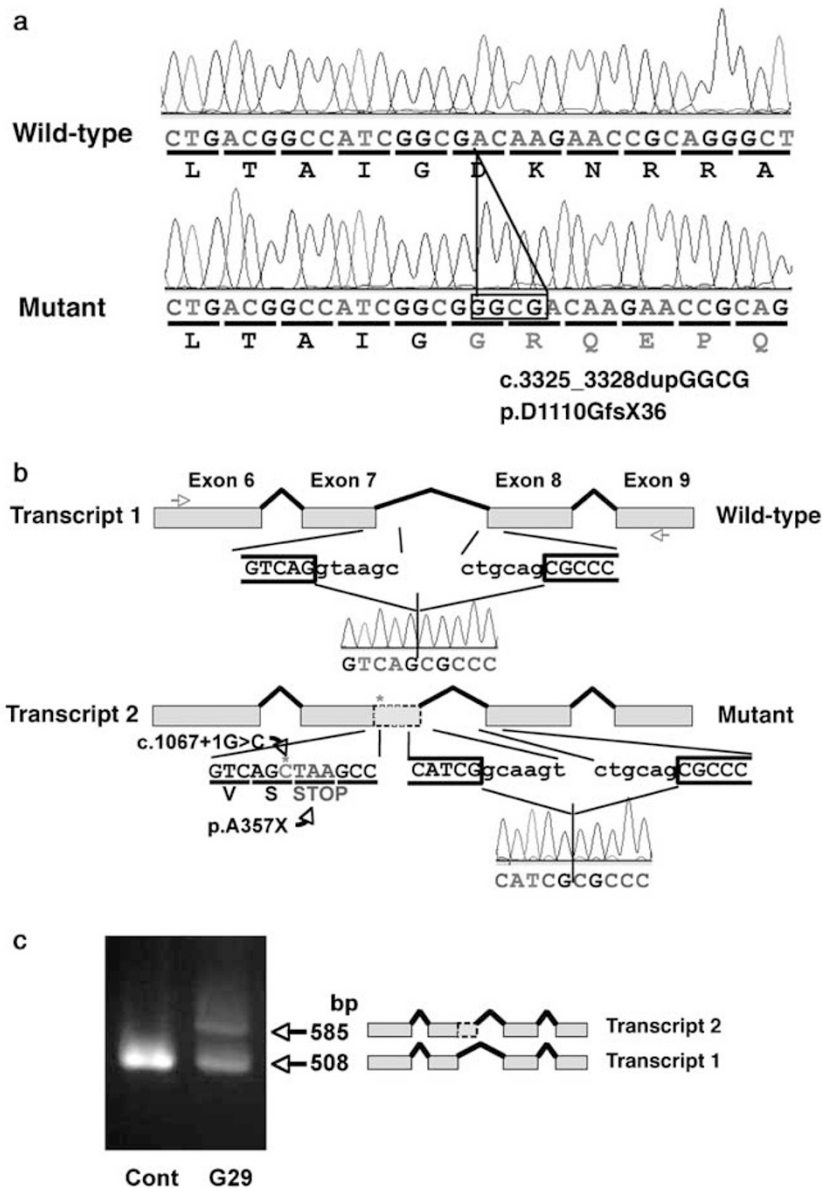 a
Wild-type
CTGACGGCCATCGGCGACAAGAACCGCAGGGCT
L T A I G D K N R R A
Mutant
CTGACGGCCATCGGCGGGCGACAAGAACCGCAG
L T A I G G R Q E P Q
c.3325_3328dupGGCG
p.D1110GfsX36
b
Exon 6 Exon 7 Exon 8 Exon 9
Transcript 1 Wild-type
GTCAGgtaagc ctgcagCGCCC
GTCAGCGCCC
*
Transcript 2 Mutant
c.1067+1G>C
*
GTCAGCTAAGCC CATCGgcaagt ctgcagCGCCC
V S STOP
p.A357X
CATCGCGCCC
c
bp
585 Transcript 2
508 Transcript 1
Cont G29